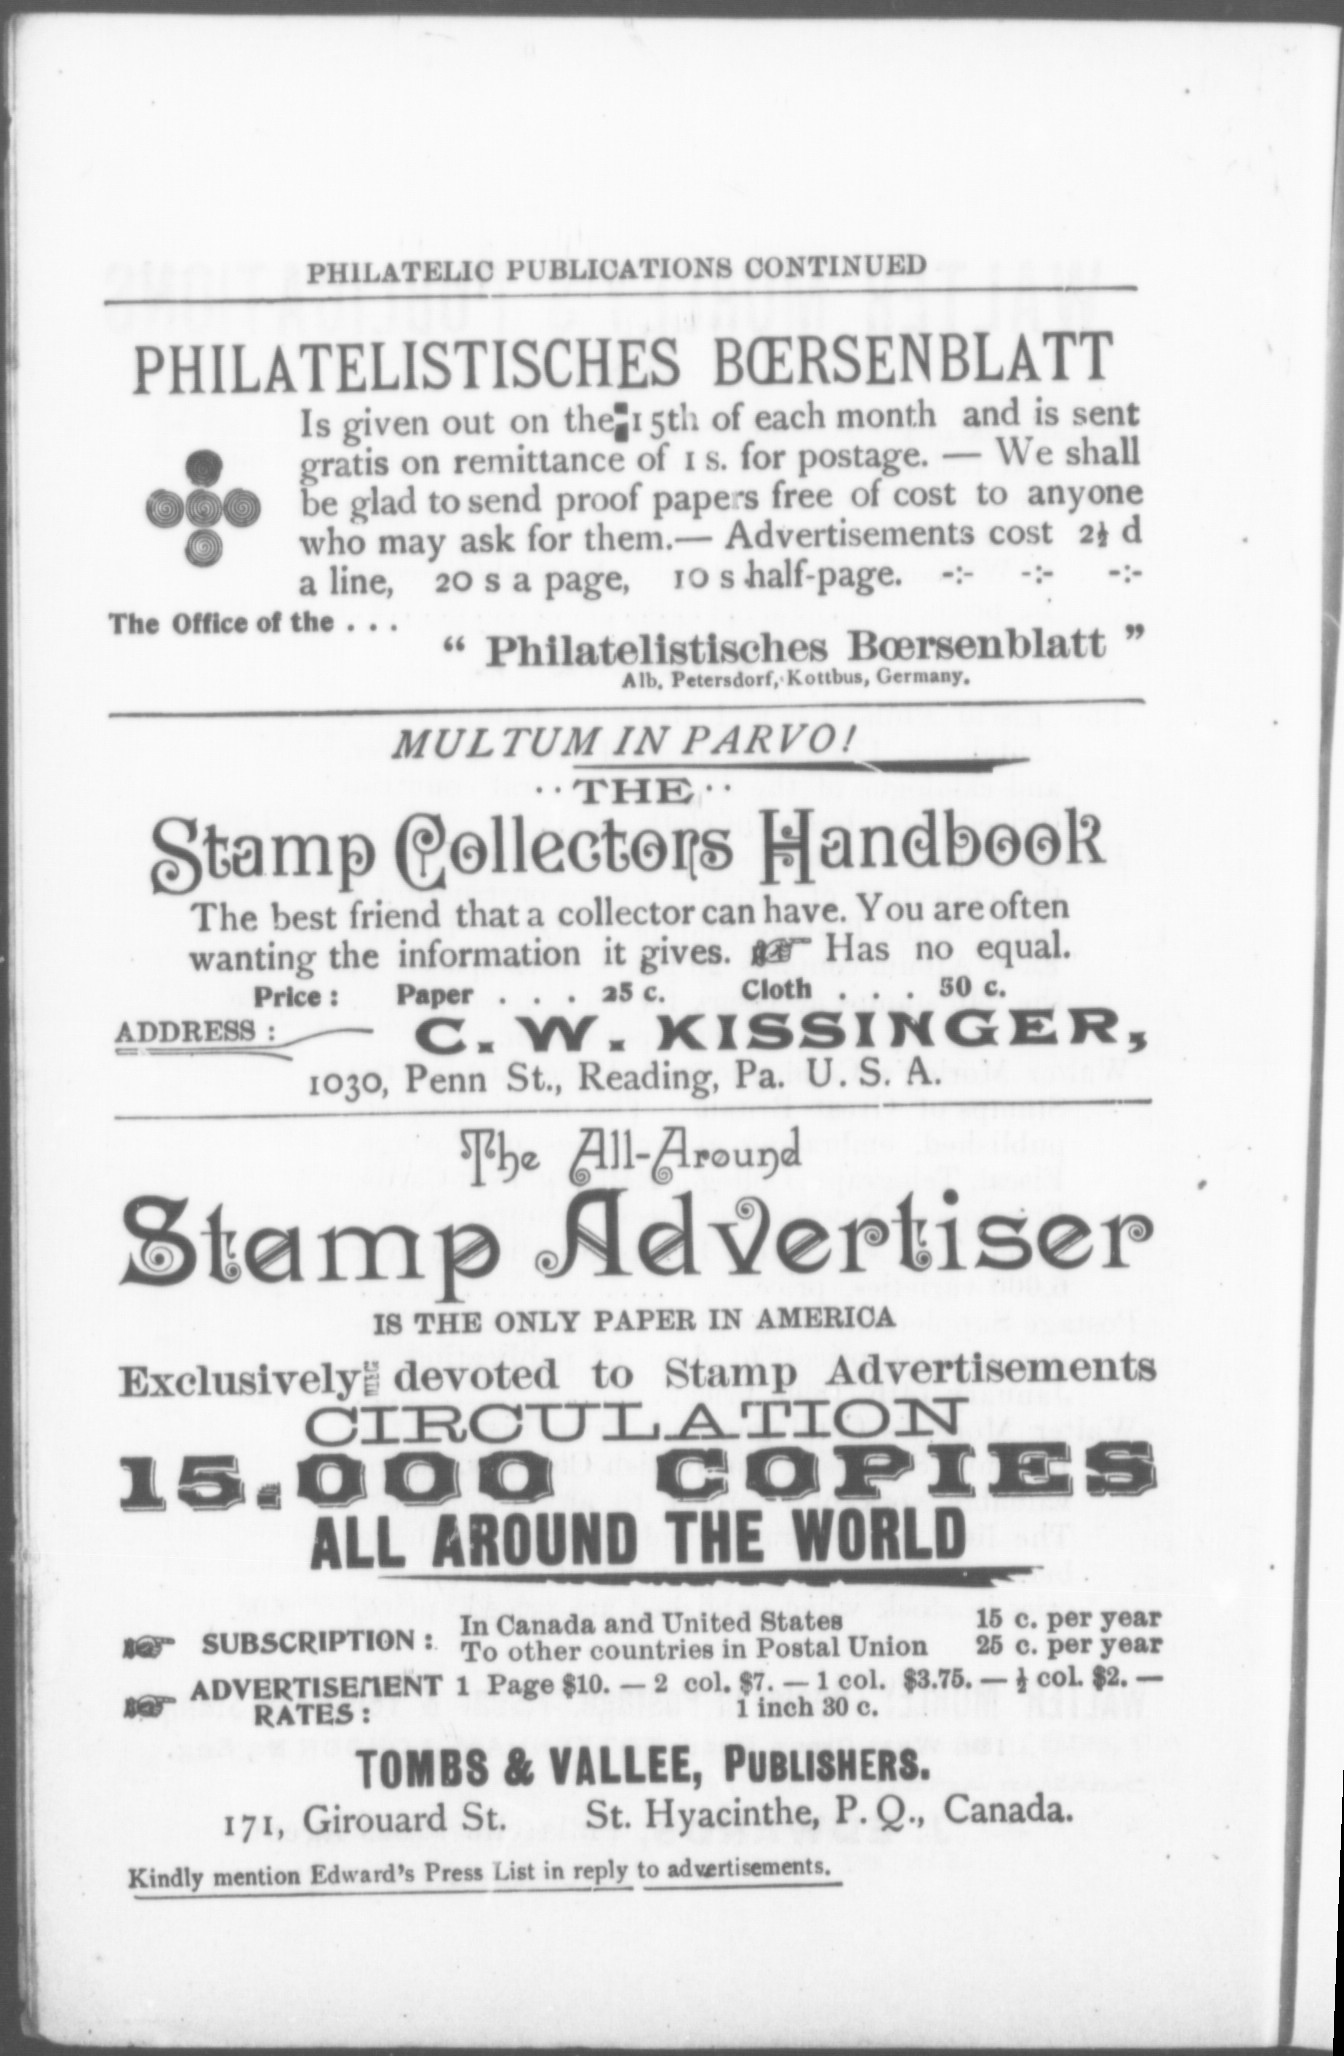 PHILATELIC PUBLICATIONS CONTINUED
PHILATELISTISCHES BŒRSENBLATT
Is given out on the 15th of each month and is sent
gratis on remittance of 1 s. for postage. — We shall
be glad to send proof papers free of cost to anyone
who may ask for them.— Advertisements cost 2½ d
a line, 20 s a page, 10 s half-page. -:- -:- -:-
The Office of the . . .
“ Philatelistisches Bœrsenblatt ”
Alb. Petersdorf, Kottbus, Germany.
MULTUM IN PARVO!
··THE··
Stamp Collectors Handbook
The best friend that a collector can have. You are often
wanting the information it gives. ☞ Has no equal.
Price: Paper . . . 25 c. Cloth . . . 50 c.
ADDRESS: C. W. KISSINGER,
1030, Penn St., Reading, Pa. U. S. A.
The All-Around
Stamp Advertiser
IS THE ONLY PAPER IN AMERICA
Exclusively devoted to Stamp Advertisements
CIRCULATION
15.000 COPIES
ALL AROUND THE WORLD
☞ SUBSCRIPTION: In Canada and United States 15 c. per year
To other countries in Postal Union 25 c. per year
☞ ADVERTISEMENT 1 Page $10. — 2 col. $7. — 1 col. $3.75. — ½ col. $2. —
RATES: 1 inch 30 c.
TOMBS & VALLEE, PUBLISHERS.
171, Girouard St. St. Hyacinthe, P. Q., Canada.
Kindly mention Edward's Press List in reply to advertisements.